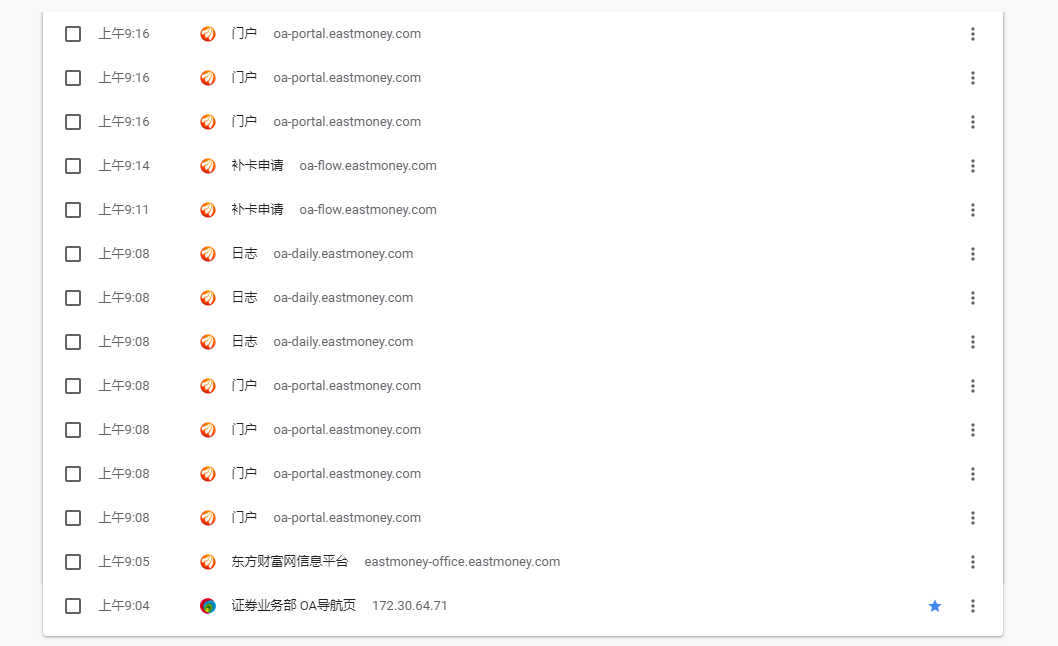 上午9:16 门户 oa-portal.eastmoney.com
上午9:16 门户 oa-portal.eastmoney.com
上午9:16 门户 oa-portal.eastmoney.com
上午9:14 补卡申请 oa-flow.eastmoney.com
上午9:11 补卡申请 oa-flow.eastmoney.com
上午9:08 日志 oa-daily.eastmoney.com
上午9:08 日志 oa-daily.eastmoney.com
上午9:08 日志 oa-daily.eastmoney.com
上午9:08 门户 oa-portal.eastmoney.com
上午9:08 门户 oa-portal.eastmoney.com
上午9:08 门户 oa-portal.eastmoney.com
上午9:08 门户 oa-portal.eastmoney.com
上午9:05 东方财富网信息平台 eastmoney-office.eastmoney.com
上午9:04 证券业务部 OA导航页 172.30.64.71